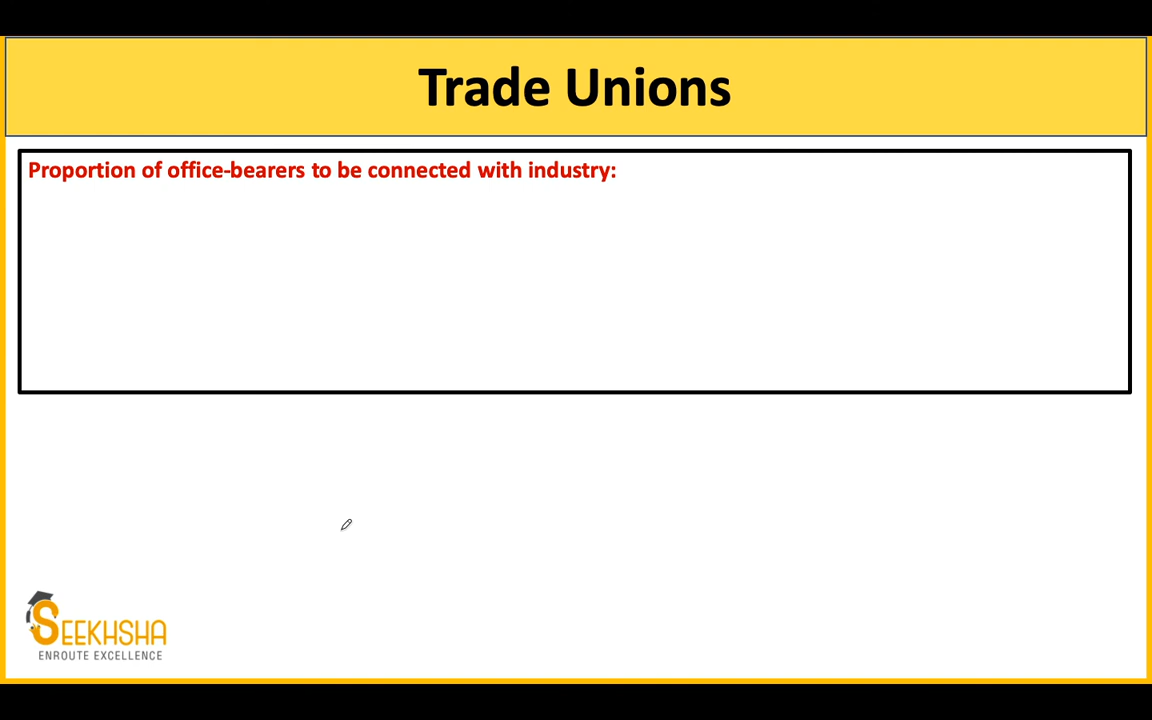 Trade Unions
Proportion of office-bearers to be connected with industry:
SEEKHSHA
ENROUTE EXCELLENCE